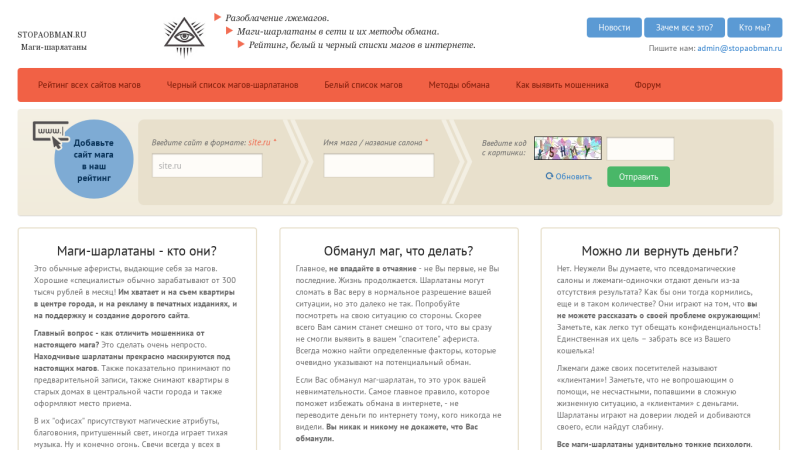 STOPAOBMAN.RU
Маги-шарлатаны
Разоблачение лжемагов.
Маги-шарлатаны в сети и их методы обмана.
Рейтинг, белый и черный списки магов в интернете.
Новости
Зачем все это?
Кто мы?
Пишите нам: admin@stopaobman.ru
Рейтинг всех сайтов магов
Черный список магов-шарлатанов
Белый список магов
Методы обмана
Как выявить мошенника
Форум
www.
Добавьте
сайт мага
в наш
рейтинг
Введите сайт в формате: site.ru *
site.ru
Имя мага / название салона *
Введите код
с картинки:
Обновить
Отправить
Маги-шарлатаны - кто они?
Это обычные аферисты, выдающие себя за магов.
Хорошие «специалисты» обычно зарабатывают от 300
тысяч рублей в месяц! Им хватает и на съем квартиры
в центре города, и на рекламу в печатных изданиях, и
на поддержку и создание дорогого сайта.
Главный вопрос - как отличить мошенника от
настоящего мага? Это сделать очень непросто.
Находчивые шарлатаны прекрасно маскируются под
настоящих магов. Также показательно принимают по
предварительной записи, также снимают квартиры в
старых домах в центральной части города и также
оформляют место приема.
В их "офисах" присутствуют магические атрибуты,
благовония, притушенный свет, иногда играет тихая
музыка. Ну и конечно огонь. Свечи всегда у всех в
Обманул маг, что делать?
Главное, не впадайте в отчаяние - не Вы первые, не Вы
последние. Жизнь продолжается. Шарлатаны могут
сломать в Вас веру в нормальное разрешение вашей
ситуации, но это далеко не так. Попробуйте
посмотреть на свою ситуацию со стороны. Скорее
всего Вам самим станет смешно от того, что вы сразу
не смогли выявить в вашем "спасителе" афериста.
Всегда можно найти определенные факторы, которые
очевидно указывают на потенциальный обман.
Если Вас обманул маг-шарлатан, то это урок вашей
невнимательности. Самое главное правило, которое
поможет избежать обмана в интернете, - не
переводите деньги по интернету тому, кого никогда не
видели. Вы никак и никому не докажете, что Вас
обманули.
Можно ли вернуть деньги?
Нет. Неужели Вы думаете, что псевдомагические
салоны и лжемаги-одиночки отдают деньги из-за
отсутствия результата? Как бы они тогда кормились,
еще и в таком количестве? Они играют на том, что вы
не можете рассказать о своей проблеме окружающим!
Заметьте, как легко тут обещать конфиденциальность!
Единственная их цель – забрать все из Вашего
кошелька!
Лжемаги даже своих посетителей называют
«клиентами»! Заметьте, что не вопрошающим о
помощи, не несчастными, попавшими в сложную
жизненную ситуацию, а «клиентами» с деньгами.
Шарлатаны играют на доверии людей и добиваются
своего, если найдут слабину.
Все маги-шарлатаны удивительно тонкие психологи.